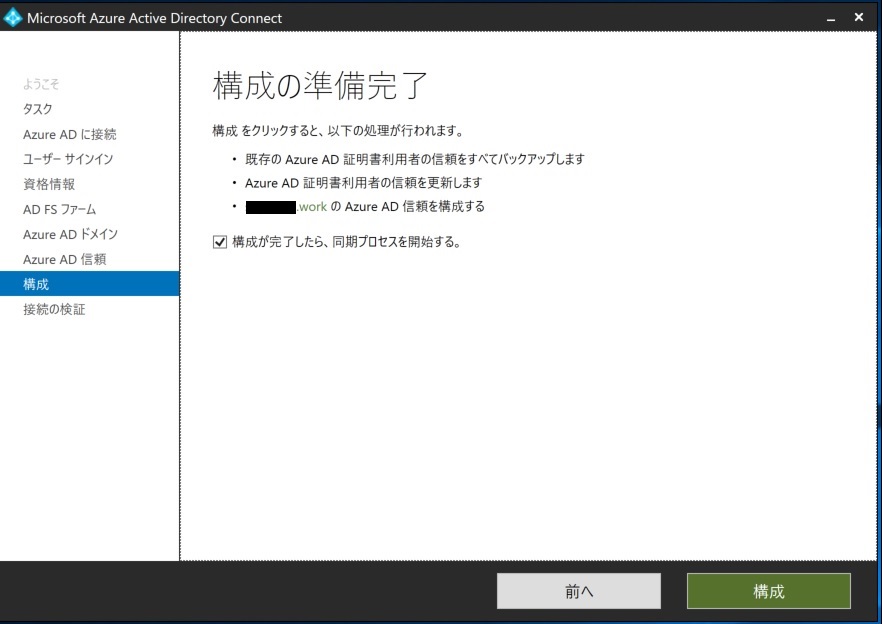 Microsoft Azure Active Directory Connect
ようこそ
タスク
Azure AD に接続
ユーザー サインイン
資格情報
AD FS ファーム
Azure AD ドメイン
Azure AD 信頼
構成
接続の検証
構成の準備完了
構成 をクリックすると、以下の処理が行われます。
• 既存の Azure AD 証明書利用者の信頼をすべてバックアップします
• Azure AD 証明書利用者の信頼を更新します
• .work の Azure AD 信頼を構成する
構成が完了したら、同期プロセスを開始する。
前へ
構成